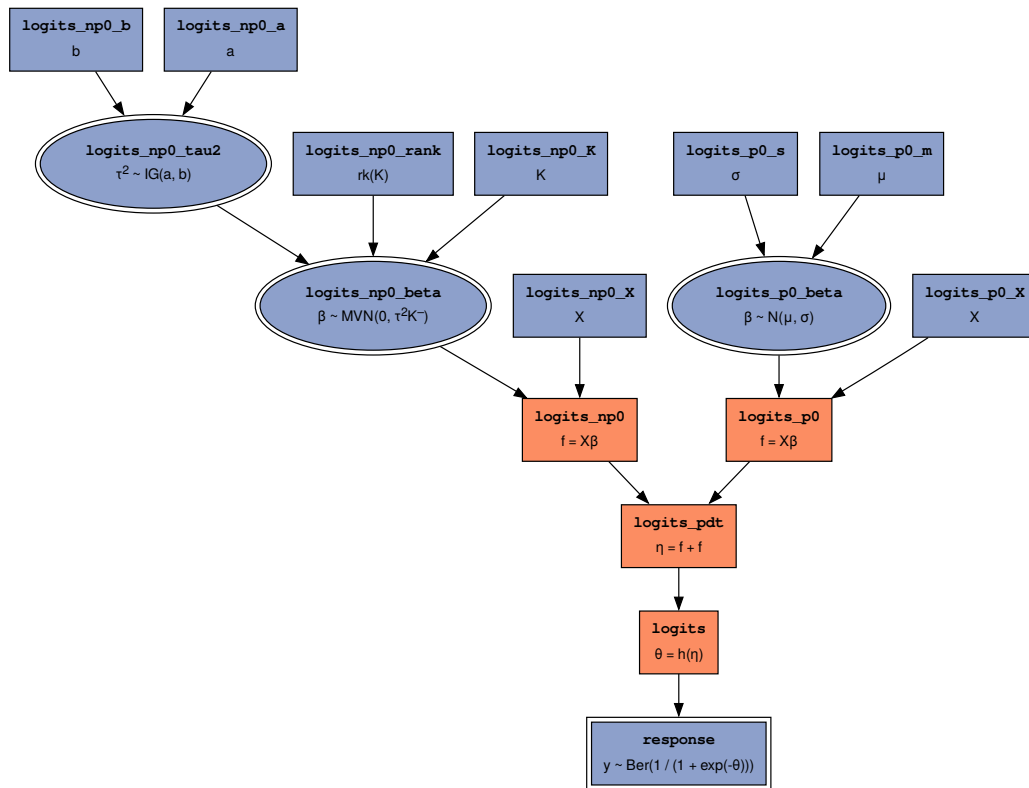 logits_np0_b
b
logits_np0_a
a
logits_np0_tau2
τ² ~ IG(a, b)
logits_np0_rank
rk(K)
logits_np0_K
K
logits_p0_s
σ
logits_p0_m
μ
logits_np0_beta
β ~ MVN(0, τ²K⁻)
logits_np0_X
X
logits_p0_beta
β ~ N(μ, σ)
logits_p0_X
X
logits_np0
f = Xβ
logits_p0
f = Xβ
logits_pdt
η = f + f
logits
θ = h(η)
response
y ~ Ber(1 / (1 + exp(-θ)))